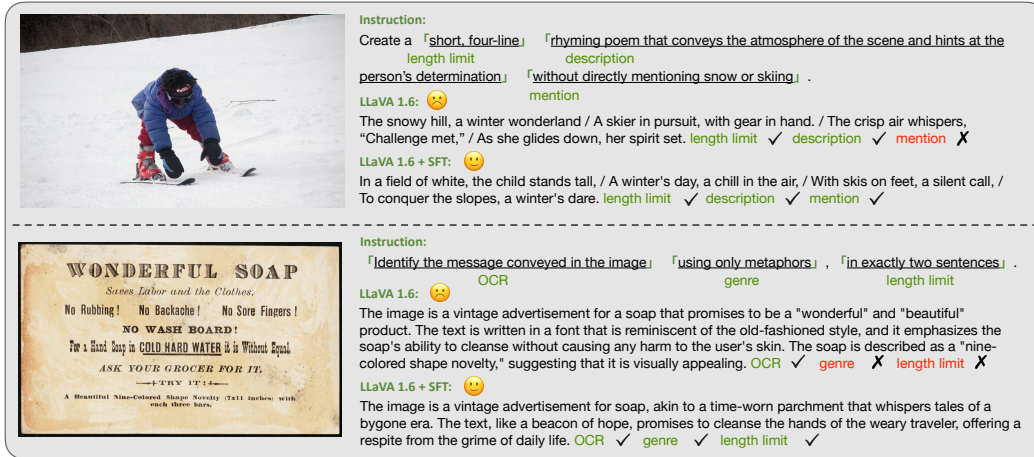 Instruction:
Create a 「short, four-line」 「rhyming poem that conveys the atmosphere of the scene and hints at the
length limit description
person's determination」 「without directly mentioning snow or skiing」 .
mention
LLaVA 1.6:
The snowy hill, a winter wonderland / A skier in pursuit, with gear in hand. / The crisp air whispers,
“Challenge met,” / As she glides down, her spirit set. length limit ✓ description ✓ mention ✗
LLaVA 1.6 + SFT:
In a field of white, the child stands tall, / A winter's day, a chill in the air, / With skis on feet, a silent call, /
To conquer the slopes, a winter's dare. length limit ✓ description ✓ mention ✓
WONDERFUL SOAP
Saves Labor and the Clothes.
No Rubbing! No Backache! No Sore Fingers!
NO WASH BOARD!
For a Hand Soap in COLD HARD WATER it is Without Equal.
ASK YOUR GROCER FOR IT.
TRY IT!
A Beautiful Nine-Colored Shape Novelty (7x11 inches) with
each three bars.
Instruction:
「Identify the message conveyed in the image」 「using only metaphors」 , 「in exactly two sentences」 .
OCR genre length limit
LLaVA 1.6:
The image is a vintage advertisement for a soap that promises to be a "wonderful" and "beautiful"
product. The text is written in a font that is reminiscent of the old-fashioned style, and it emphasizes the
soap's ability to cleanse without causing any harm to the user's skin. The soap is described as a "nine-
colored shape novelty," suggesting that it is visually appealing. OCR ✓ genre ✗ length limit ✗
LLaVA 1.6 + SFT:
The image is a vintage advertisement for soap, akin to a time-worn parchment that whispers tales of a
bygone era. The text, like a beacon of hope, promises to cleanse the hands of the weary traveler, offering a
respite from the grime of daily life. OCR ✓ genre ✓ length limit ✓